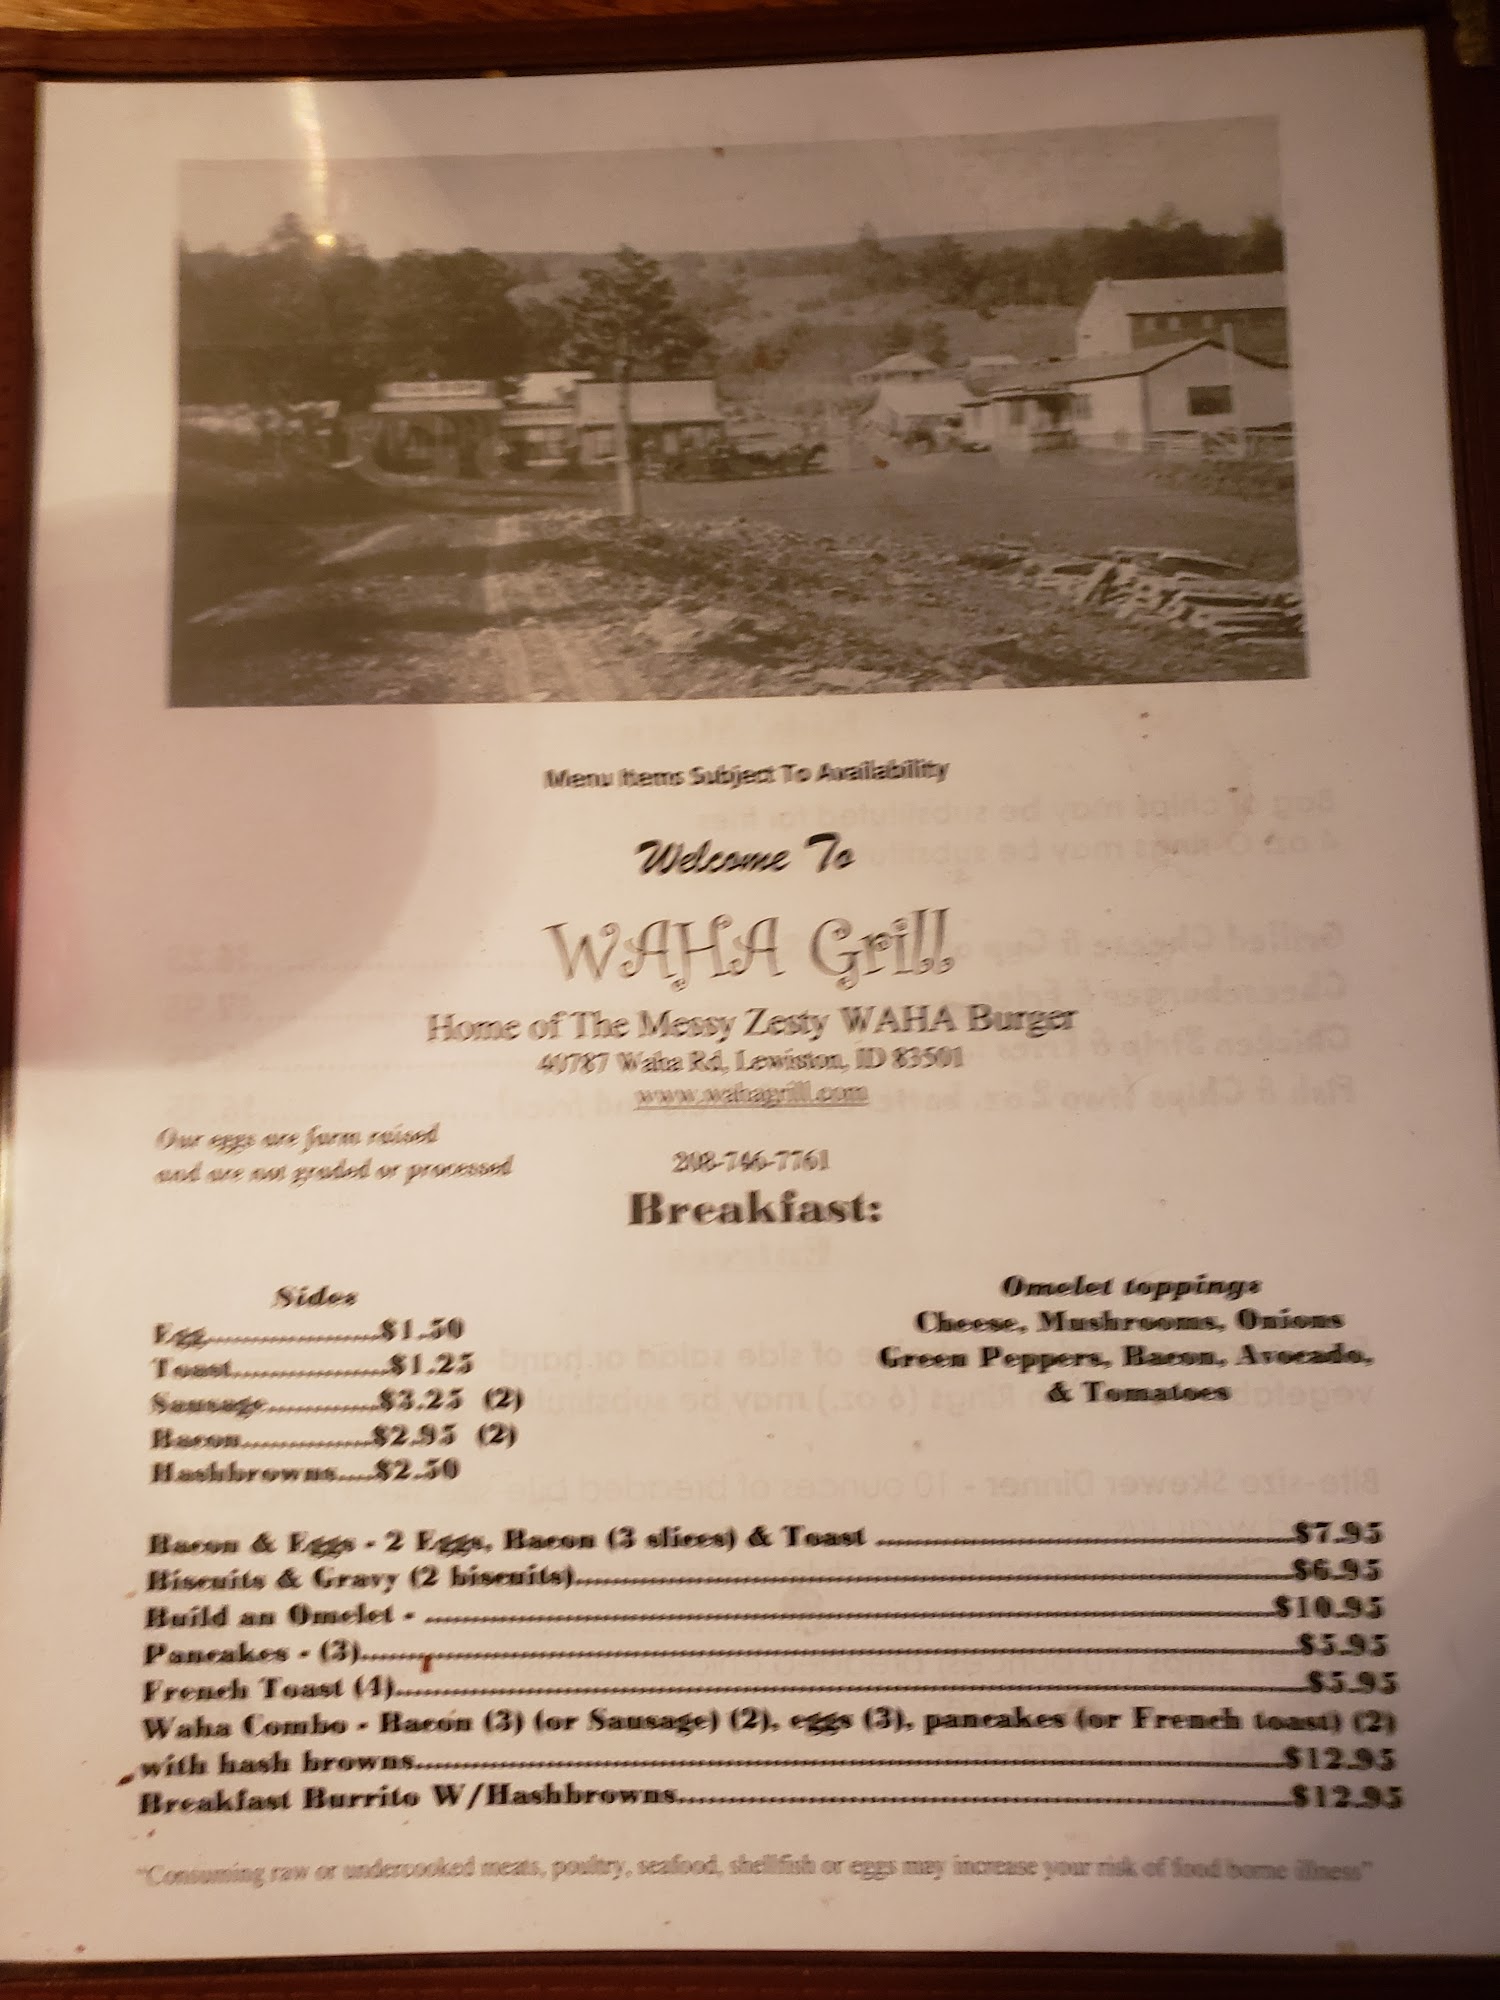 Menu Items Subject To Availability
Welcome To
WAHA Grill
Home of The Messy Zesty WAHA Burger
40787 Waha Rd, Lewiston, ID 83501
www.wahagrill.com
Our eggs are farm raised
and are not graded or processed
208-746-7761
Breakfast:
Sides
Egg......................$1.50
Toast....................$1.25
Sausage..............$3.25 (2)
Bacon................$2.95 (2)
Hashbrowns.....$2.50
Omelet toppings
Cheese, Mushrooms, Onions
Green Peppers, Bacon, Avocado,
& Tomatoes
Bacon & Eggs - 2 Eggs, Bacon (3 slices) & Toast ........................................$7.95
Biscuits & Gravy (2 biscuits)........................................$6.95
Build an Omelet - ........................................$10.95
Pancakes - (3)........................................$5.95
French Toast (4)........................................$5.95
Waha Combo - Bacon (3) (or Sausage) (2), eggs (3), pancakes (or French toast) (2)
with hash browns........................................$12.95
Breakfast Burrito W/Hashbrowns........................................$12.95
"Consuming raw or undercooked meats, poultry, seafood, shellfish or eggs may increase your risk of food borne illness"